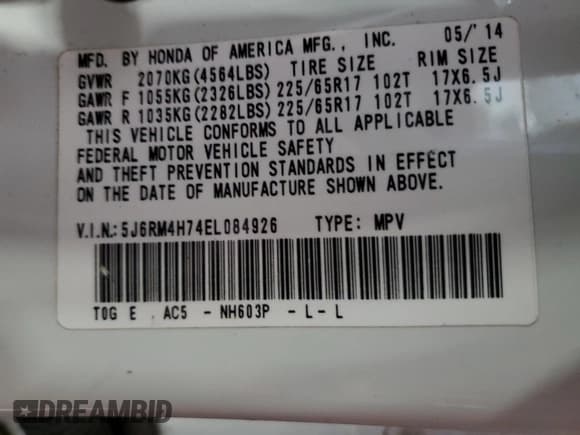 MFD. BY HONDA OF AMERICA MFG., INC. 05/'14
GVWR 2070KG(4564LBS) TIRE SIZE RIM SIZE
GAWR F 1055KG(2326LBS) 225/65R17 102T 17X6.5J
GAWR R 1035KG(2282LBS) 225/65R17 102T 17X6.5J
THIS VEHICLE CONFORMS TO ALL APPLICABLE
FEDERAL MOTOR VEHICLE SAFETY
AND THEFT PREVENTION STANDARDS IN EFFECT
ON THE DATE OF MANUFACTURE SHOWN ABOVE.
V.I.N.: 5J6RM4H74EL084926 TYPE: MPV
T0G E AC5 - NH603P - L - L
DREAMBID